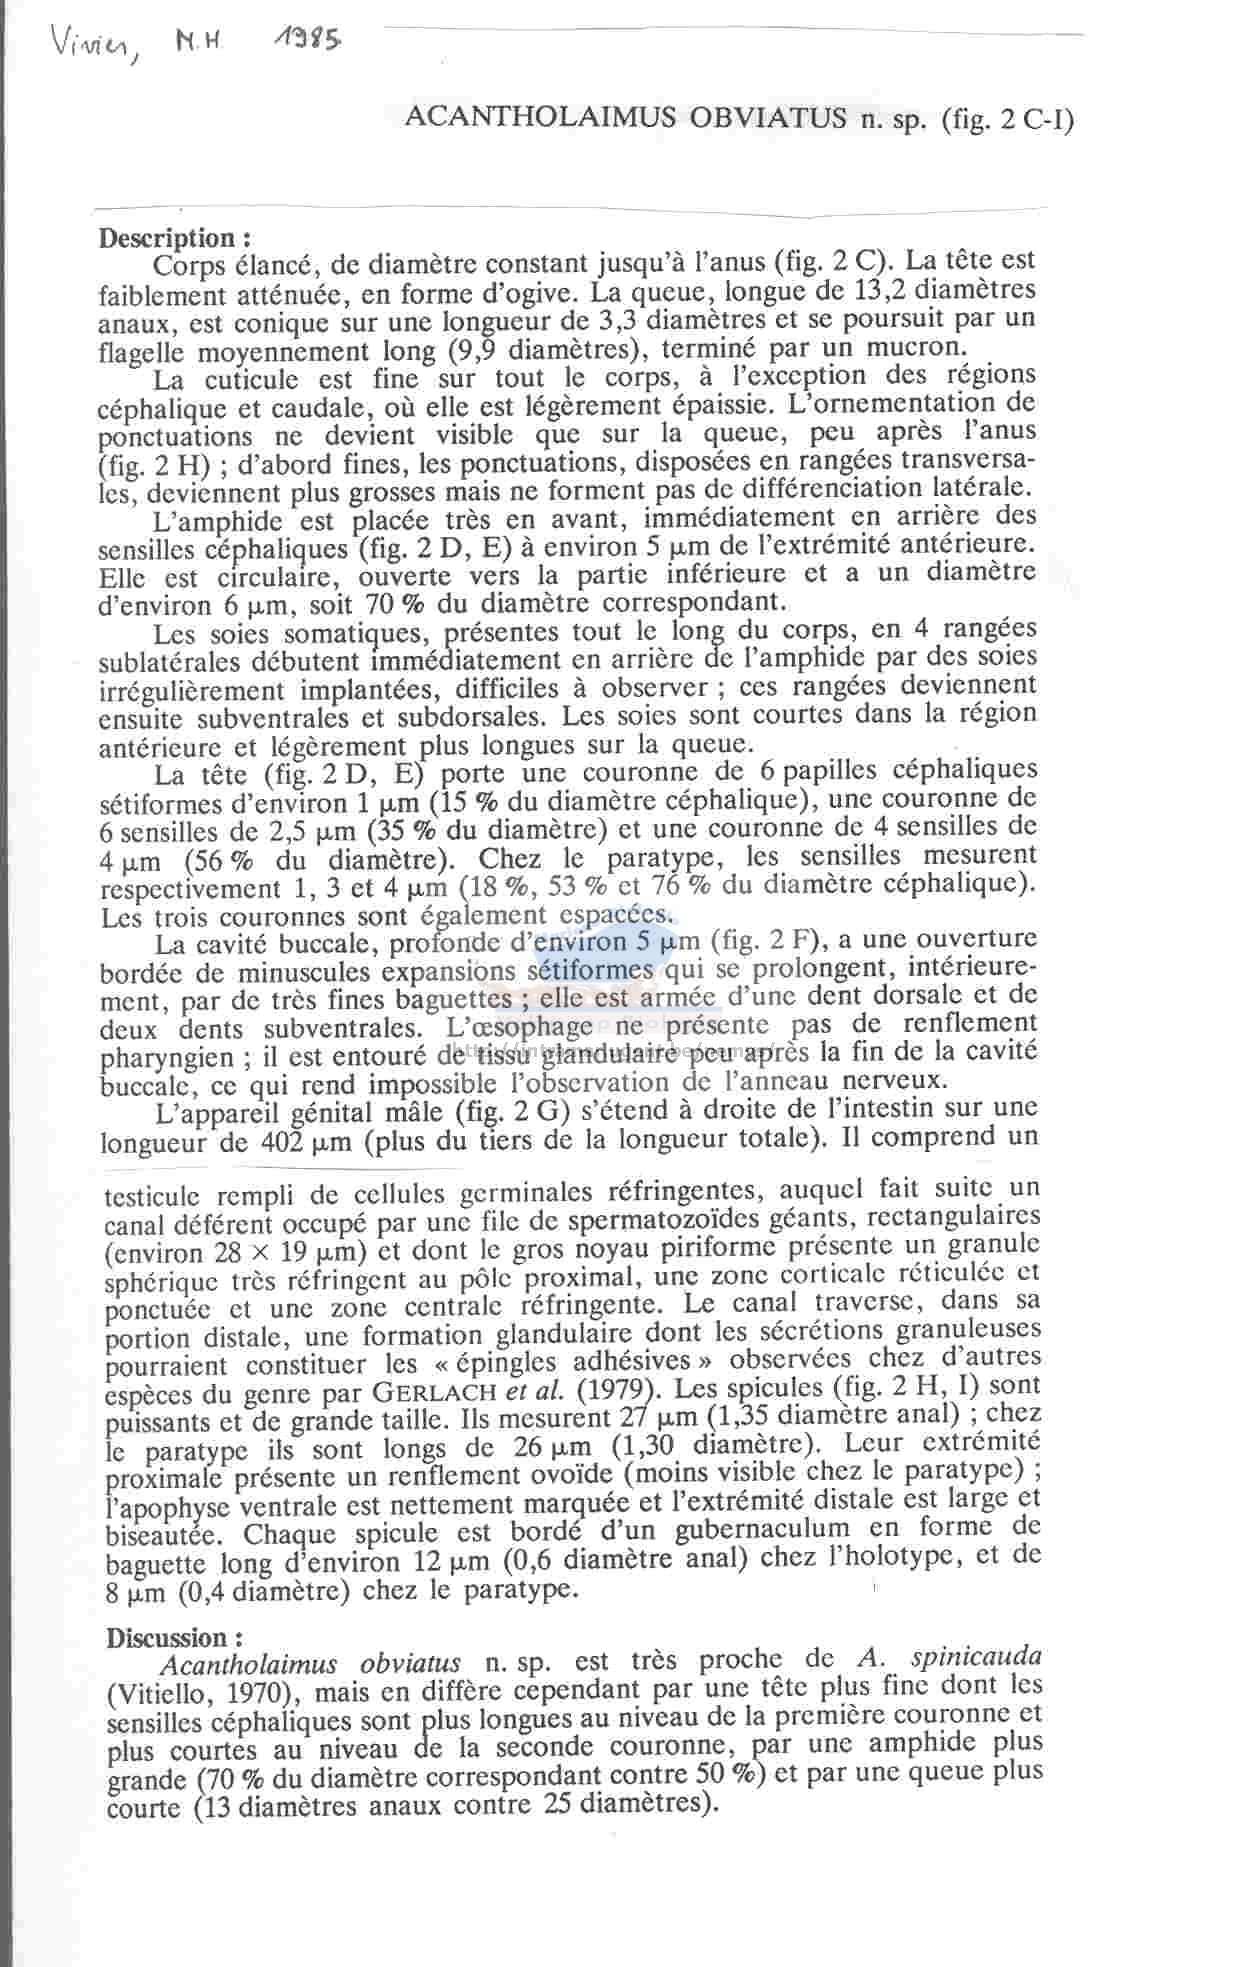 Vivier, M.H 1985
ACANTHOLAIMUS OBVIATUS n. sp. (fig. 2 C-I)
Description :
Corps élancé, de diamètre constant jusqu'à l'anus (fig. 2 C). La tête est
faiblement atténuée, en forme d'ogive. La queue, longue de 13,2 diamètres
anaux, est conique sur une longueur de 3,3 diamètres et se poursuit par un
flagelle moyennement long (9,9 diamètres), terminé par un mucron.
La cuticule est fine sur tout le corps, à l'exception des régions
céphalique et caudale, où elle est légèrement épaissie. L'ornementation de
ponctuations ne devient visible que sur la queue, peu après l'anus
(fig. 2 H) ; d'abord fines, les ponctuations, disposées en rangées transversa-
les, deviennent plus grosses mais ne forment pas de différenciation latérale.
L'amphide est placée très en avant, immédiatement en arrière des
sensilles céphaliques (fig. 2 D, E) à environ 5 µm de l'extrémité antérieure.
Elle est circulaire, ouverte vers la partie inférieure et a un diamètre
d'environ 6 µm, soit 70 % du diamètre correspondant.
Les soies somatiques, présentes tout le long du corps, en 4 rangées
sublatérales débutent immédiatement en arrière de l'amphide par des soies
irrégulièrement implantées, difficiles à observer ; ces rangées deviennent
ensuite subventrales et subdorsales. Les soies sont courtes dans la région
antérieure et légèrement plus longues sur la queue.
La tête (fig. 2 D, E) porte une couronne de 6 papilles céphaliques
sétiformes d'environ 1 µm (15 % du diamètre céphalique), une couronne de
6 sensilles de 2,5 µm (35 % du diamètre) et une couronne de 4 sensilles de
4 µm (56 % du diamètre). Chez le paratype, les sensilles mesurent
respectivement 1, 3 et 4 µm (18 %, 53 % et 76 % du diamètre céphalique).
Les trois couronnes sont également espacées.
La cavité buccale, profonde d'environ 5 µm (fig. 2 F), a une ouverture
bordée de minuscules expansions sétiformes qui se prolongent, intérieure-
ment, par de très fines baguettes ; elle est armée d'une dent dorsale et de
deux dents subventrales. L'œsophage ne présente pas de renflement
pharyngien ; il est entouré de tissu glandulaire peu après la fin de la cavité
buccale, ce qui rend impossible l'observation de l'anneau nerveux.
L'appareil génital mâle (fig. 2 G) s'étend à droite de l'intestin sur une
longueur de 402 µm (plus du tiers de la longueur totale). Il comprend un
testicule rempli de cellules germinales réfringentes, auquel fait suite un
canal déférent occupé par une file de spermatozoïdes géants, rectangulaires
(environ 28 × 19 µm) et dont le gros noyau piriforme présente un granule
sphérique très réfringent au pôle proximal, une zone corticale réticulée et
ponctuée et une zone centrale réfringente. Le canal traverse, dans sa
portion distale, une formation glandulaire dont les sécrétions granuleuses
pourraient constituer les « épingles adhésives » observées chez d'autres
espèces du genre par GERLACH et al. (1979). Les spicules (fig. 2 H, I) sont
puissants et de grande taille. Ils mesurent 27 µm (1,35 diamètre anal) ; chez
le paratype ils sont longs de 26 µm (1,30 diamètre). Leur extrémité
proximale présente un renflement ovoïde (moins visible chez le paratype) ;
l'apophyse ventrale est nettement marquée et l'extrémité distale est large et
biseautée. Chaque spicule est bordé d'un gubernaculum en forme de
baguette long d'environ 12 µm (0,6 diamètre anal) chez l'holotype, et de
8 µm (0,4 diamètre) chez le paratype.
Discussion :
Acantholaimus obviatus n. sp. est très proche de A. spinicauda
(Vitiello, 1970), mais en diffère cependant par une tête plus fine dont les
sensilles céphaliques sont plus longues au niveau de la première couronne et
plus courtes au niveau de la seconde couronne, par une amphide plus
grande (70 % du diamètre correspondant contre 50 %) et par une queue plus
courte (13 diamètres anaux contre 25 diamètres).